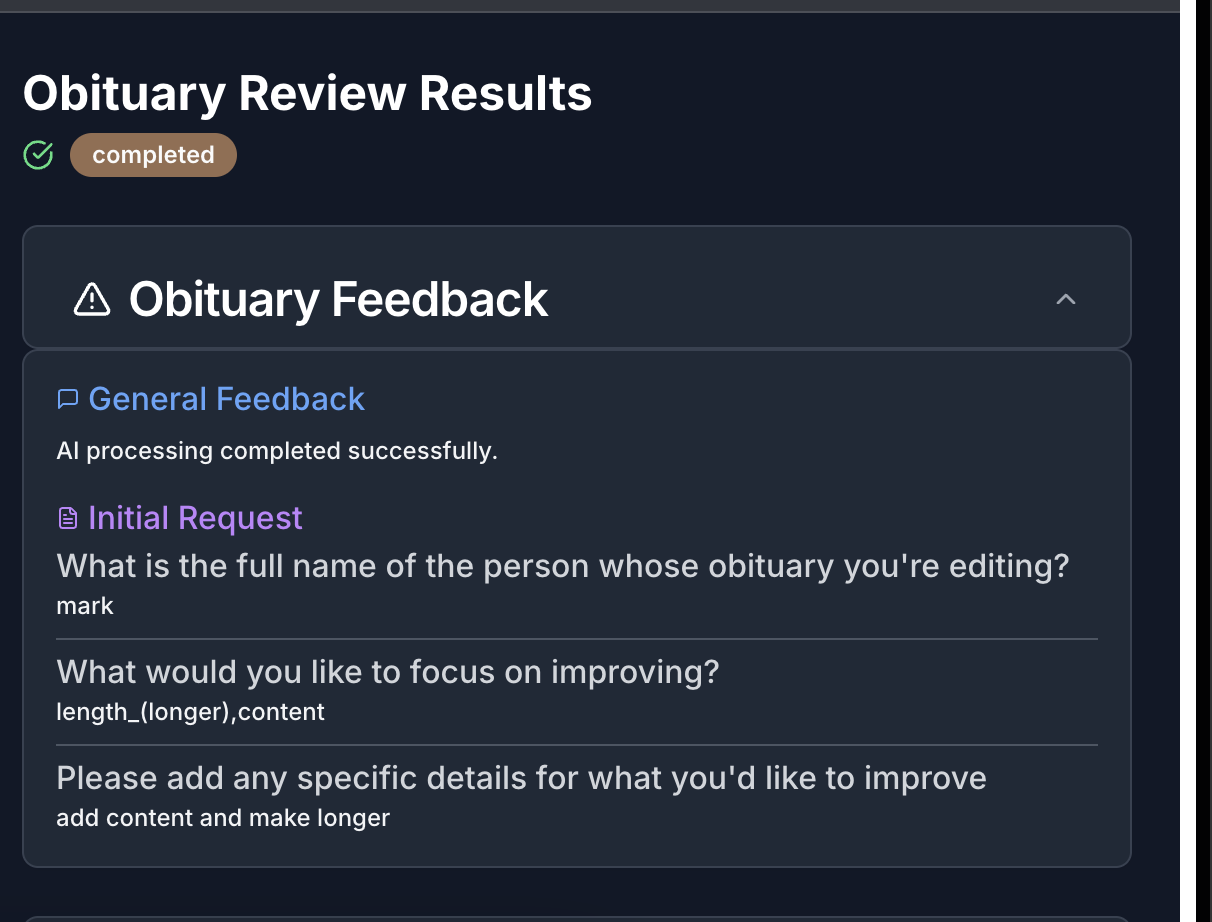 Obituary Review Results
completed
Obituary Feedback
General Feedback
AI processing completed successfully.
Initial Request
What is the full name of the person whose obituary you're editing?
mark
What would you like to focus on improving?
length_(longer),content
Please add any specific details for what you'd like to improve
add content and make longer